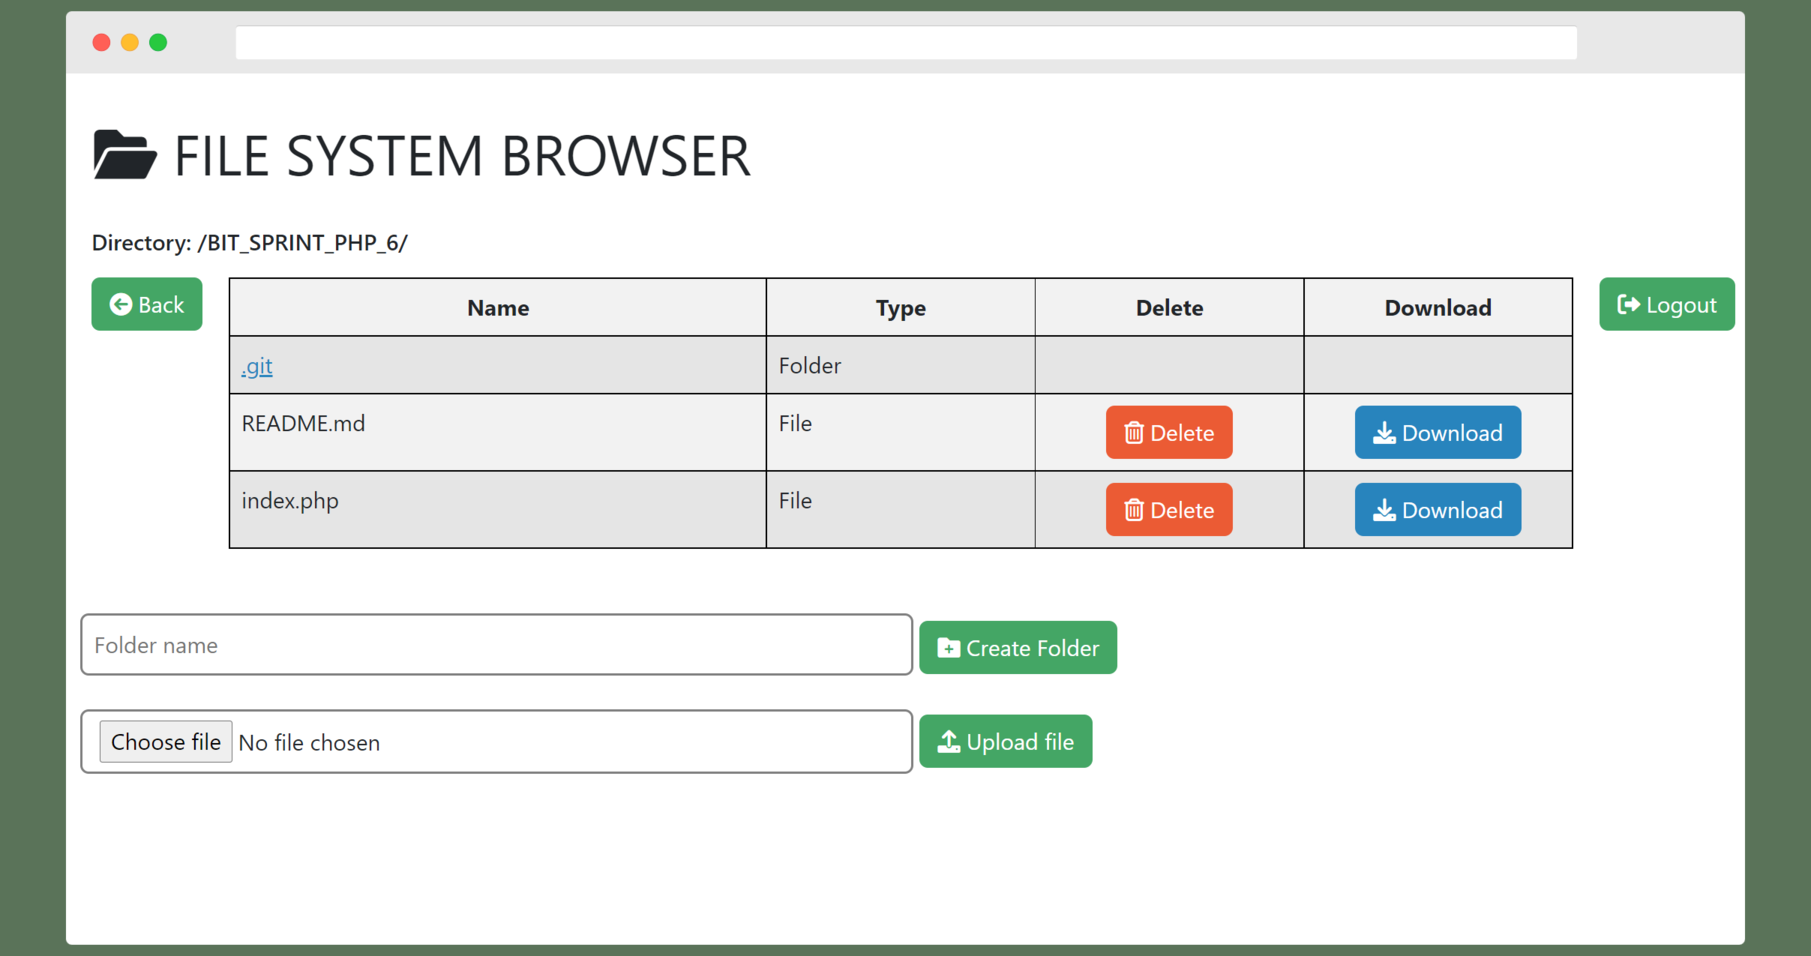 FILE SYSTEM BROWSER
Directory: /BIT_SPRINT_PHP_6/
Back
Name Type Delete Download
Logout
.git Folder
README.md File Delete Download
index.php File Delete Download
Folder name Create Folder
Choose file No file chosen Upload file